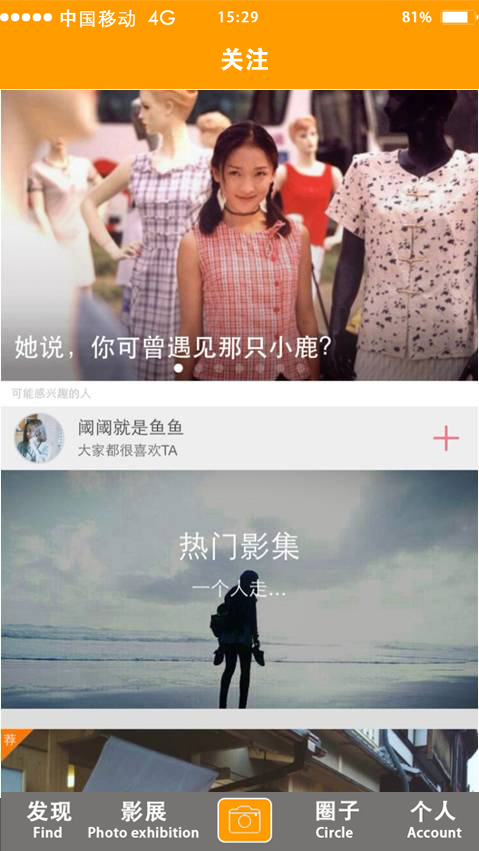 中国移动 4G 15:29 81%
关注
她说，你可曾遇见那只小鹿?
可能感兴趣的人
阈阈就是鱼鱼
大家都很喜欢TA
热门影集
一个人走...
荐
发现 影展 圈子 个人
Find Photo exhibition Circle Account